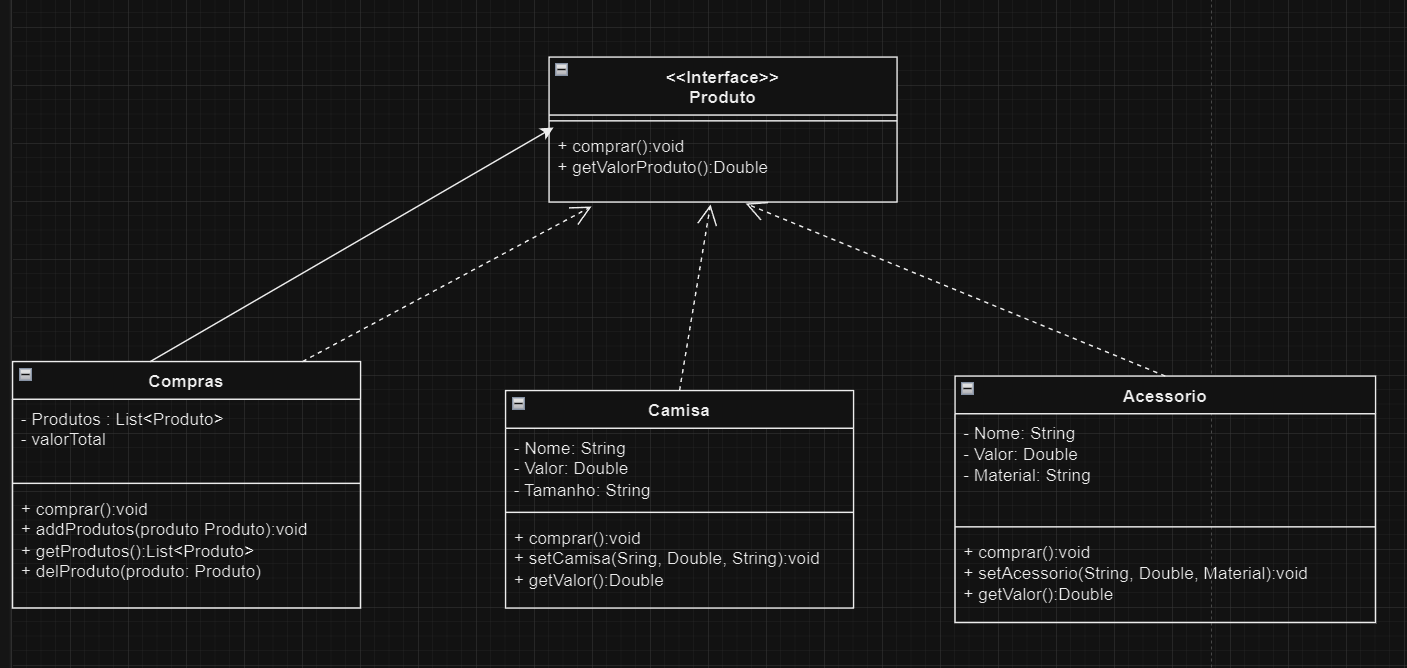 <<Interface>>
Produto
+ comprar():void
+ getValorProduto():Double
Compras
- Produtos : List<Produto>
- valorTotal
+ comprar():void
+ addProdutos(produto Produto):void
+ getProdutos():List<Produto>
+ delProduto(produto: Produto)
Camisa
- Nome: String
- Valor: Double
- Tamanho: String
+ comprar():void
+ setCamisa(Sring, Double, String):void
+ getValor():Double
Acessorio
- Nome: String
- Valor: Double
- Material: String
+ comprar():void
+ setAcessorio(String, Double, Material):void
+ getValor():Double